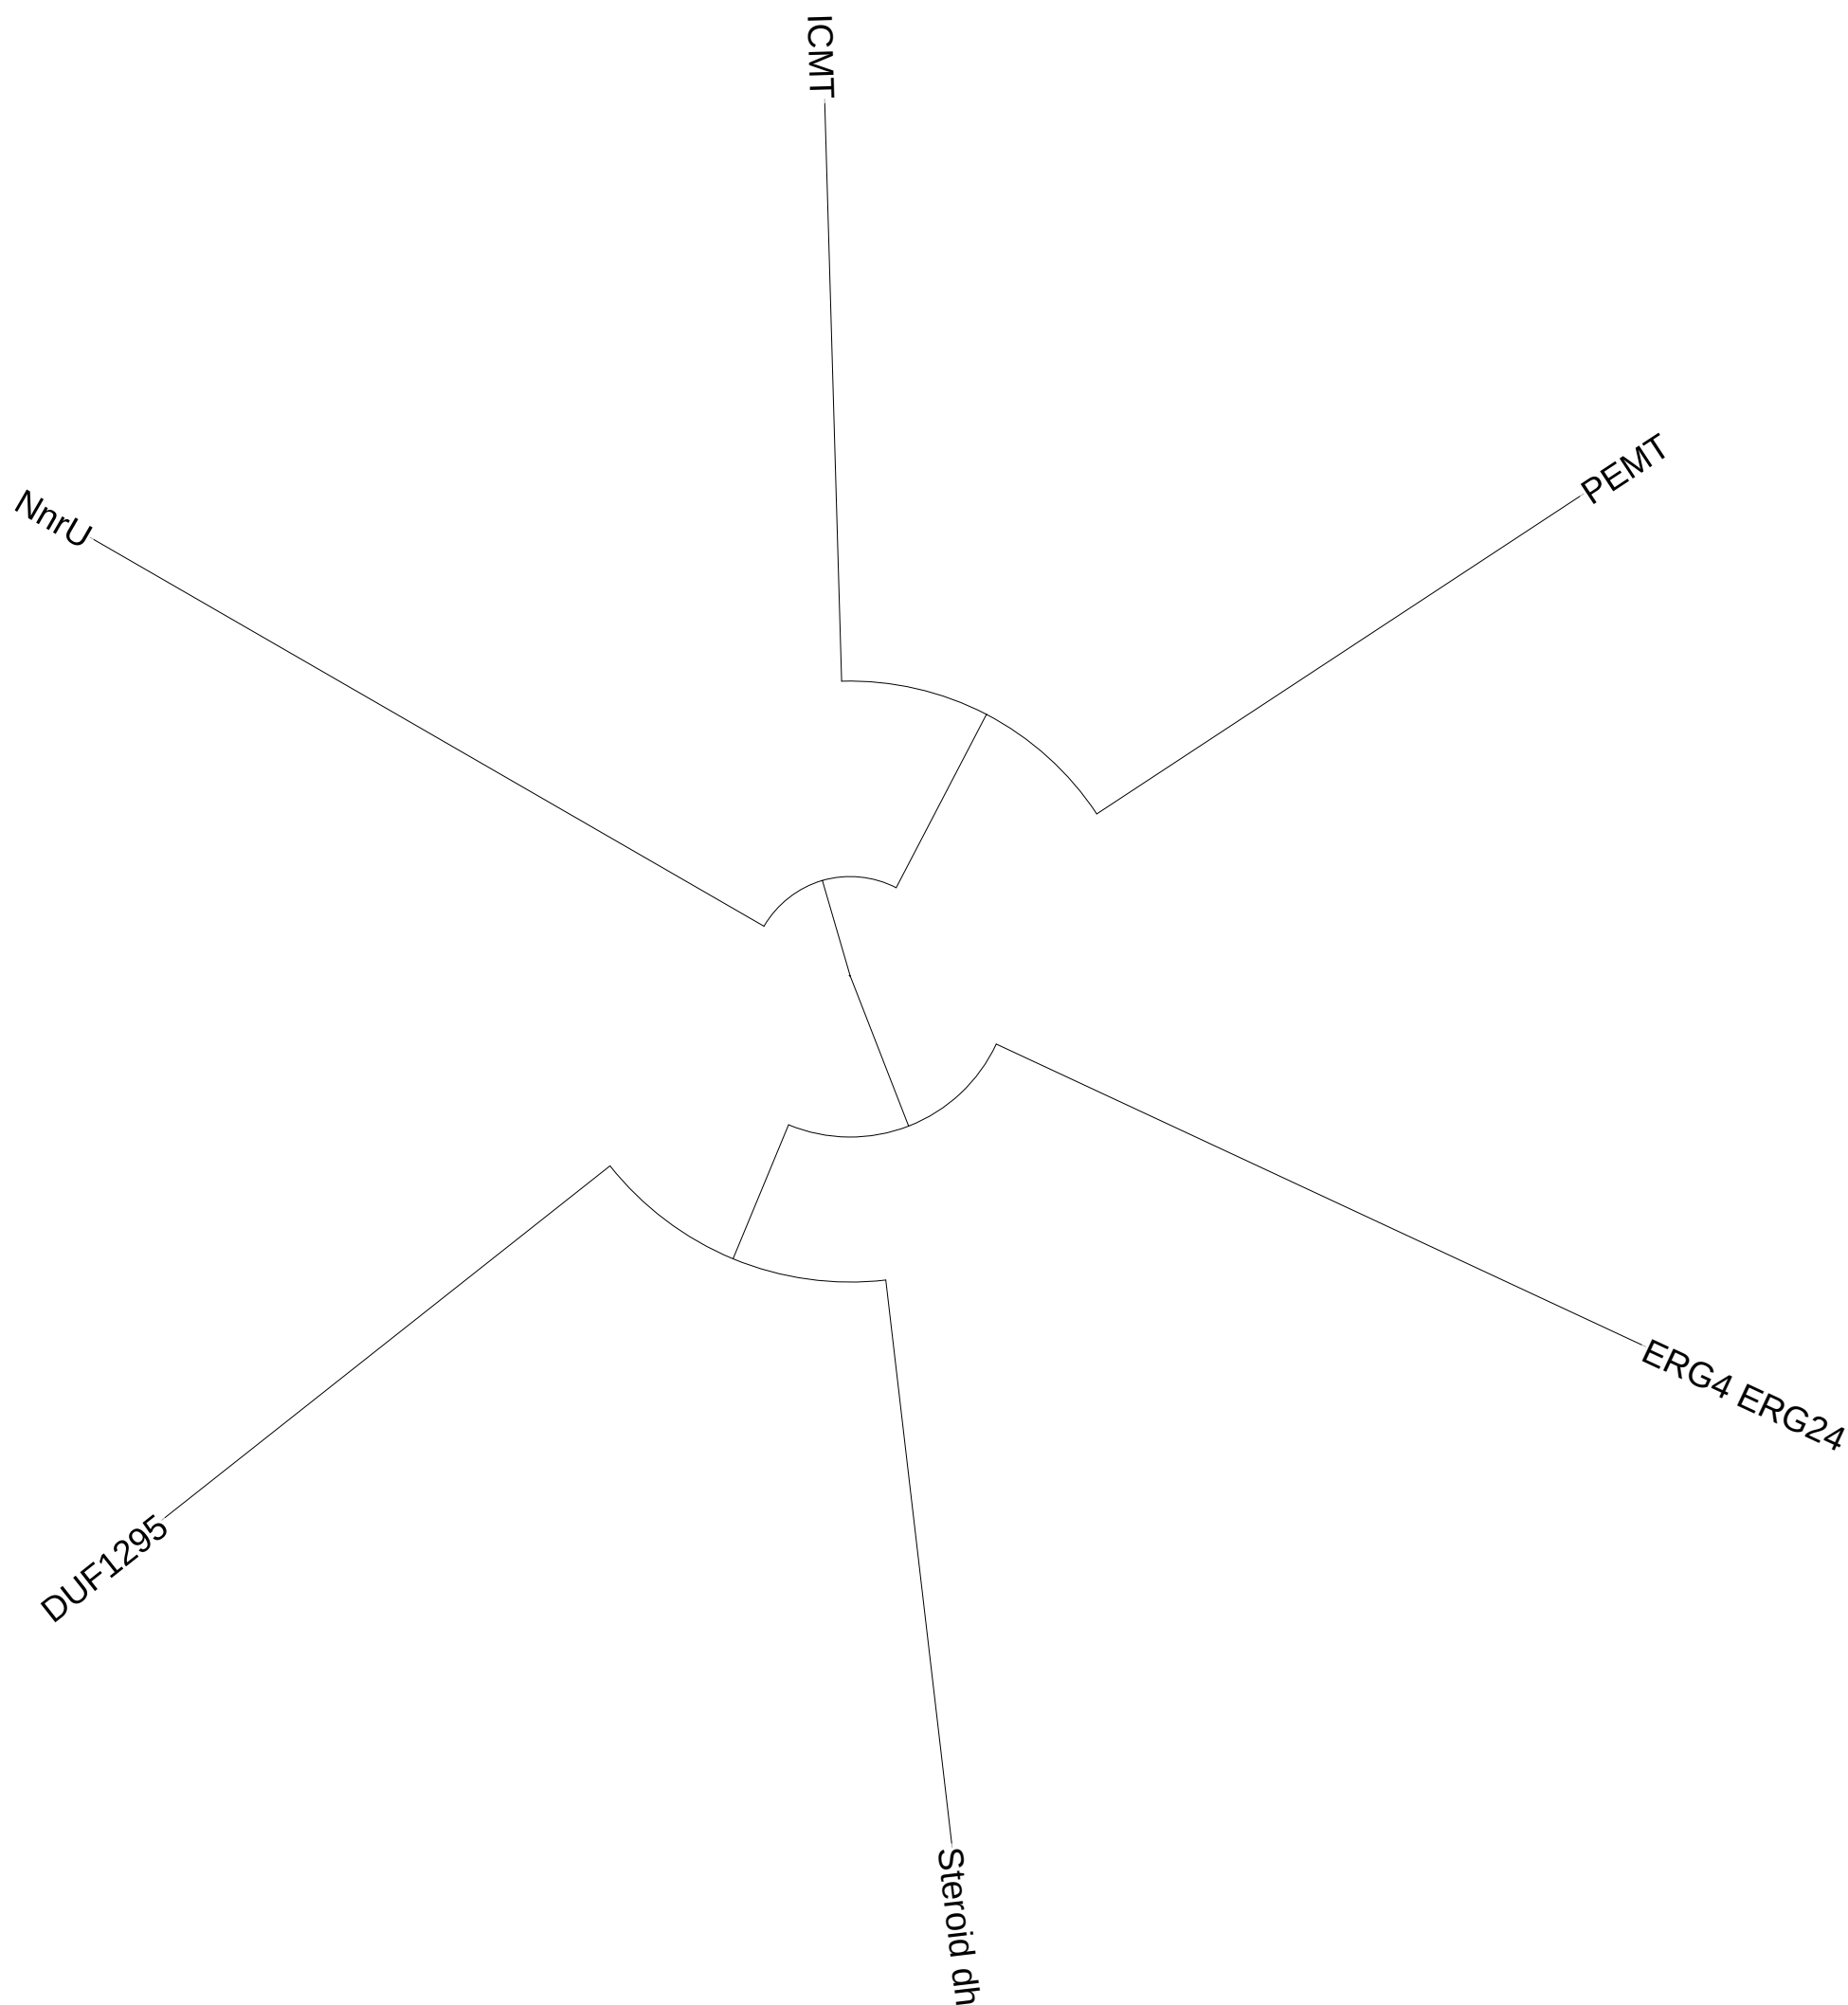 ICMT
PEMT
NnrU
ERG4 ERG24
DUF1295
Steroid dh